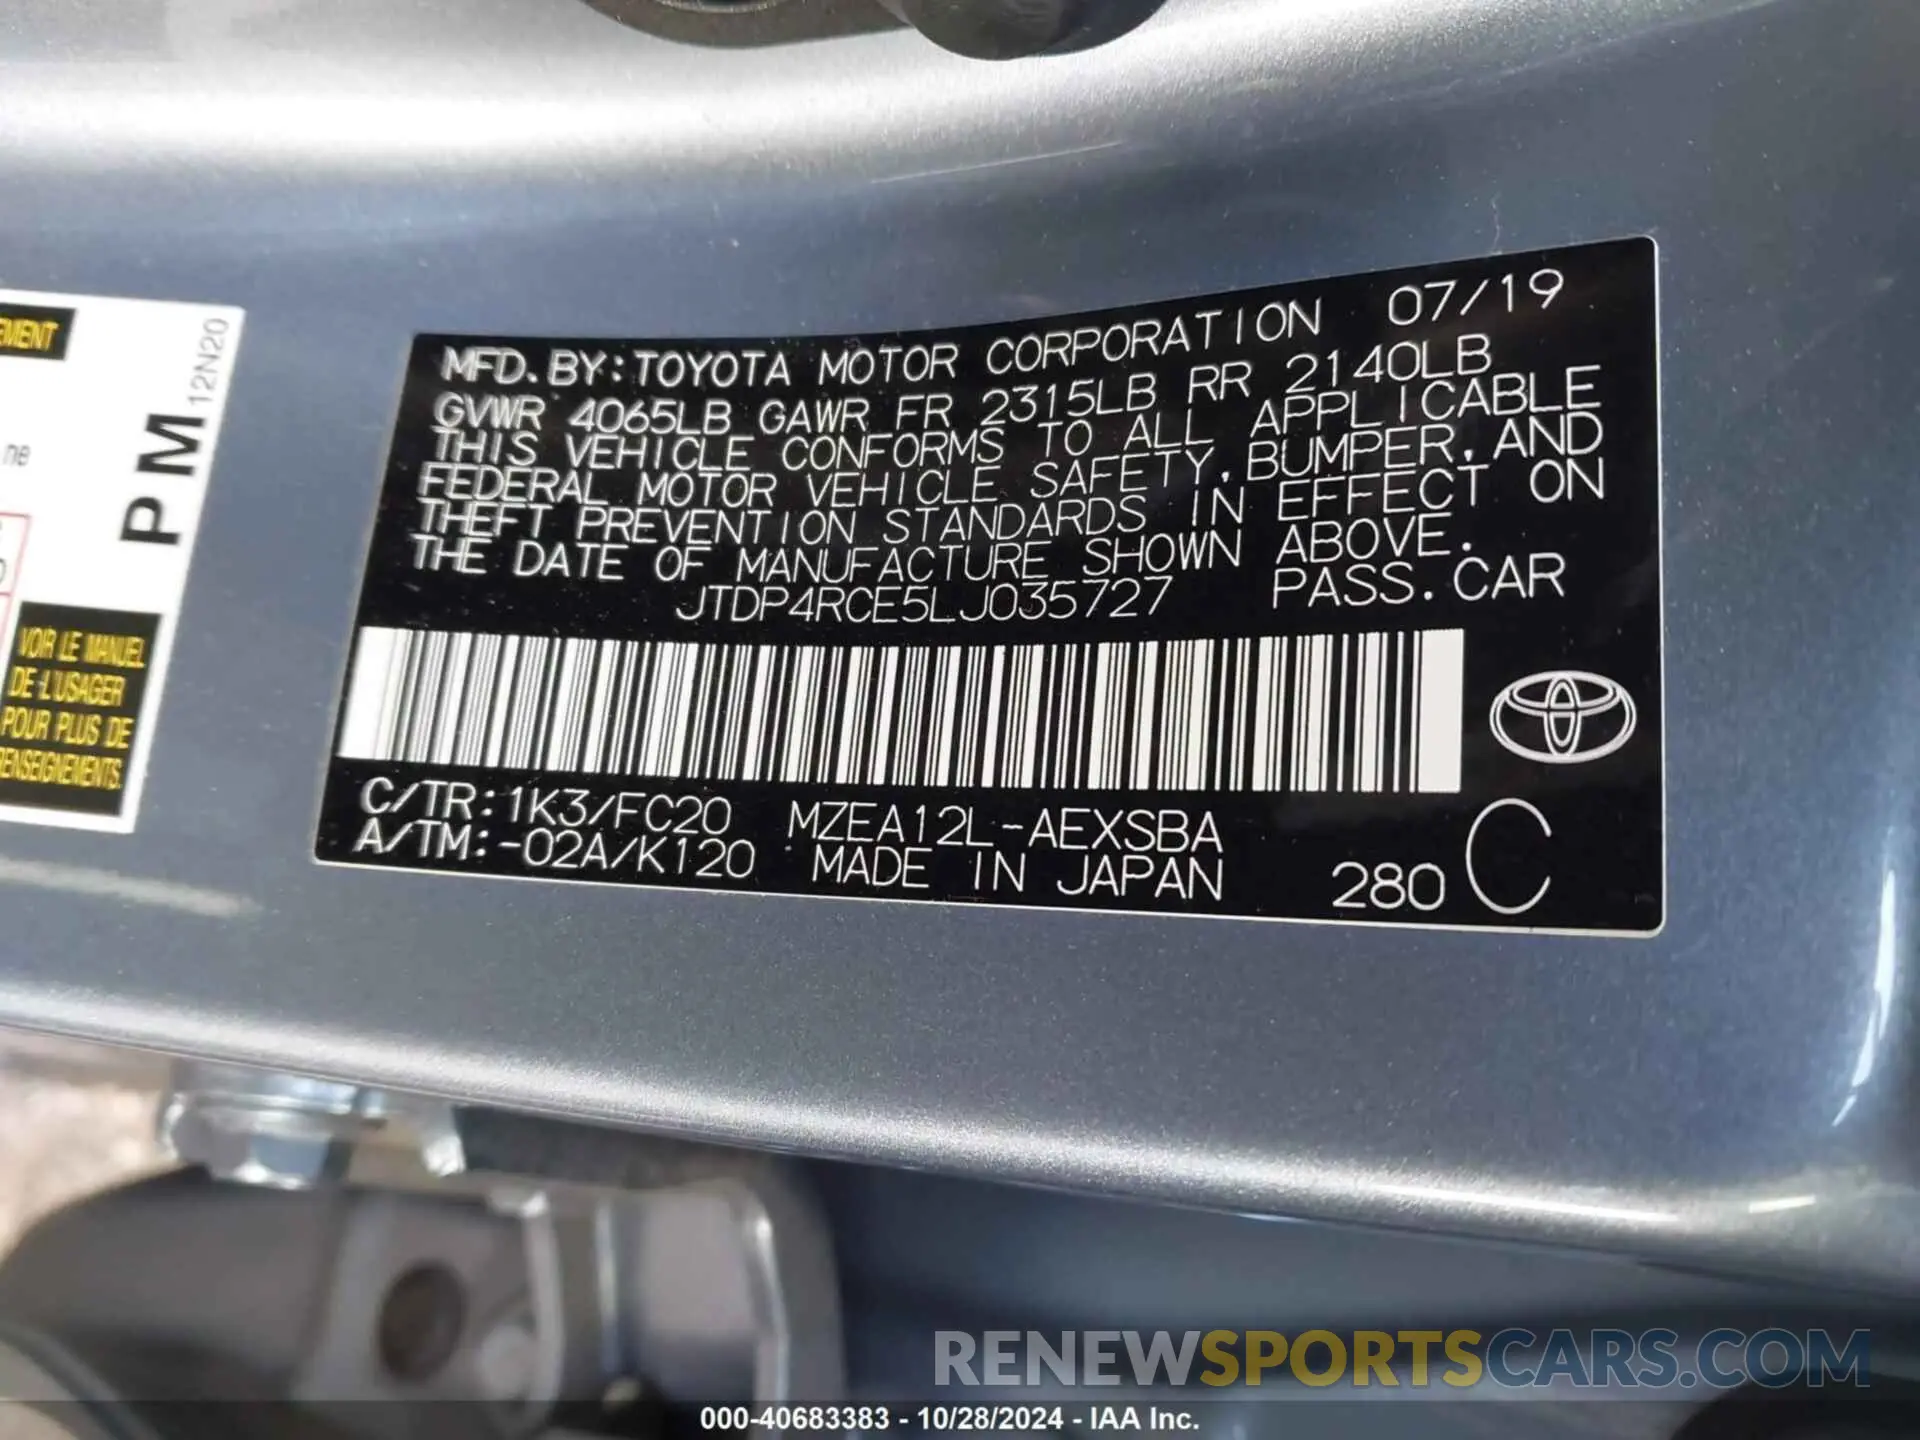 EMENT
12N20
PM
ne
VOIR LE MANUEL
DE L'USAGER
POUR PLUS DE
RENSEIGNEMENTS.
MFD. BY: TOYOTA MOTOR CORPORATION 07/19
GVWR 4065LB GAWR FR 2315LB RR 2140LB
THIS VEHICLE CONFORMS TO ALL APPLICABLE
FEDERAL MOTOR VEHICLE SAFETY, BUMPER, AND
THEFT PREVENTION STANDARDS IN EFFECT ON
THE DATE OF MANUFACTURE SHOWN ABOVE.
JTDP4RCE5LJ035727 PASS. CAR
C/TR: 1K3/FC20 MZEA12L-AEXSBA
A/TM: -02A/K120 MADE IN JAPAN 280 C
RENEWSPORTSCARS.COM
000-40683383 - 10/28/2024 - IAA Inc.